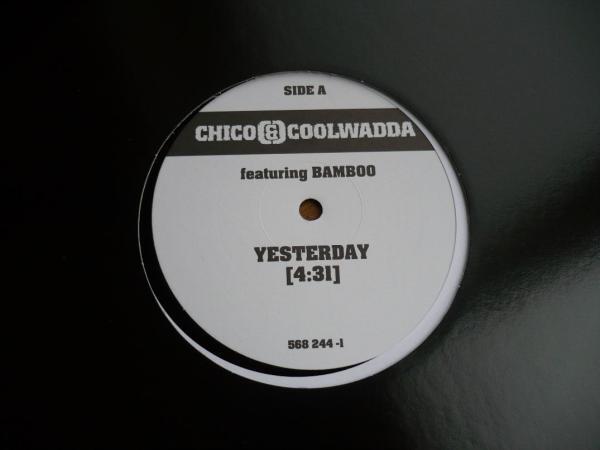 SIDE A
CHICO & COOLWADDA
featuring BAMBOO
YESTERDAY
[4:31]
568 244 -1